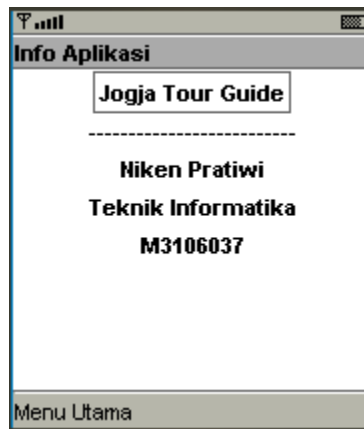 Info Aplikasi
Jogja Tour Guide
--------------------------
Niken Pratiwi
Teknik Informatika
M3106037
Menu Utama